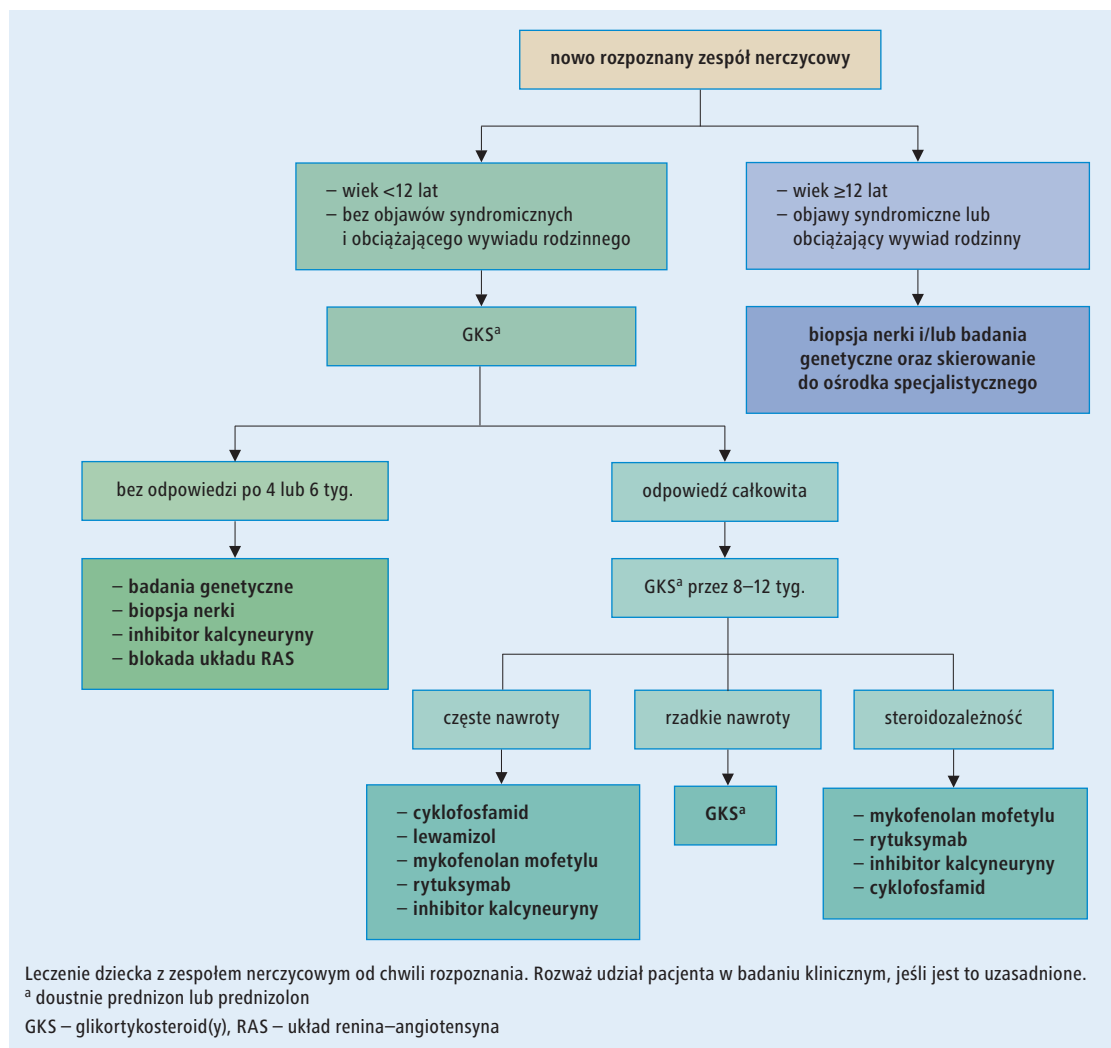 nowo rozpoznany zespół nerczycowy
– wiek <12 lat
– bez objawów syndromicznych
i obciążającego wywiadu rodzinnego
– wiek ≥12 lat
– objawy syndromiczne lub
obciążający wywiad rodzinny
GKSᵃ
biopsja nerki i/lub badania
genetyczne oraz skierowanie
do ośrodka specjalistycznego
bez odpowiedzi po 4 lub 6 tyg.
odpowiedź całkowita
– badania genetyczne
– biopsja nerki
– inhibitor kalcyneuryny
– blokada układu RAS
GKSᵃ przez 8–12 tyg.
częste nawroty
rzadkie nawroty
steroidozależność
– cyklofosfamid
– lewamizol
– mykofenolan mofetylu
– rytuksymab
– inhibitor kalcyneuryny
GKSᵃ
– mykofenolan mofetylu
– rytuksymab
– inhibitor kalcyneuryny
– cyklofosfamid
Leczenie dziecka z zespołem nerczycowym od chwili rozpoznania. Rozważ udział pacjenta w badaniu klinicznym, jeśli jest to uzasadnione.
ᵃ doustnie prednizon lub prednizolon
GKS – glikortykosteroid(y), RAS – układ renina–angiotensyna